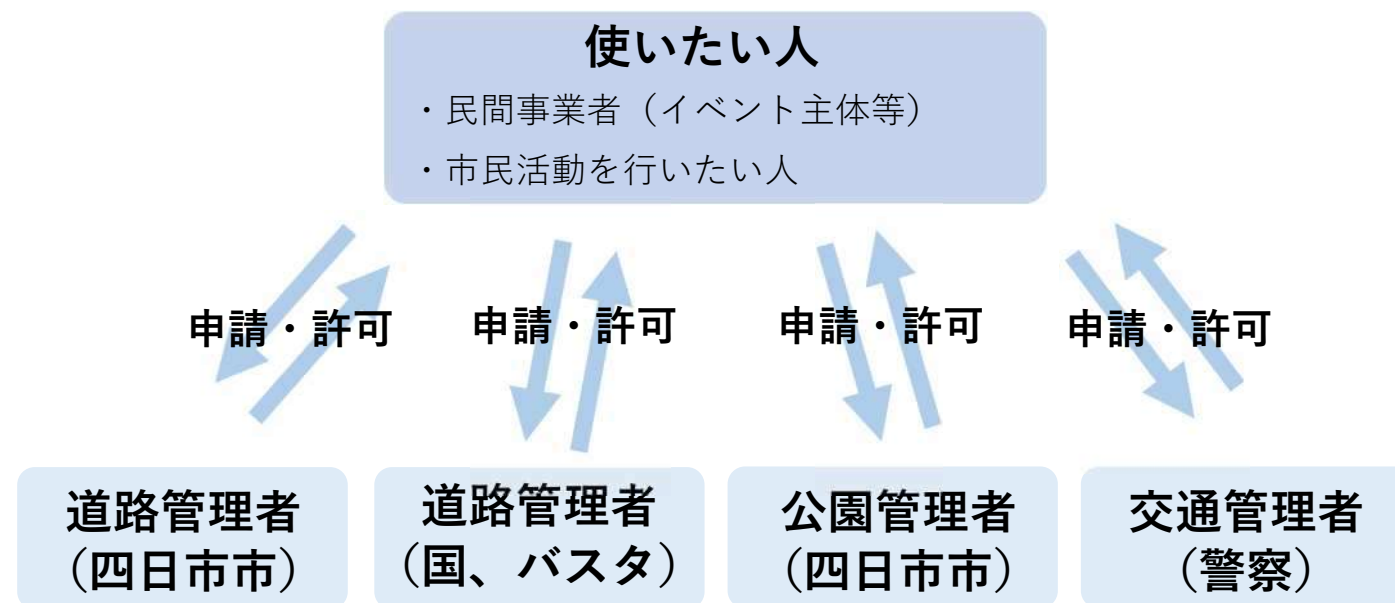 使いたい人
・民間事業者（イベント主体等）
・市民活動を行いたい人
申請・許可
申請・許可
申請・許可
申請・許可
道路管理者
（四日市市）
道路管理者
（国、バスタ）
公園管理者
（四日市市）
交通管理者
（警察）